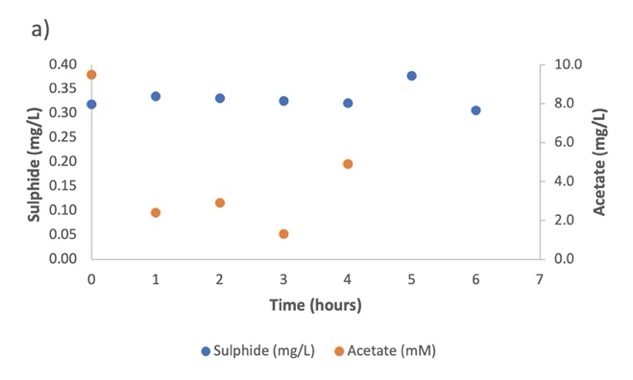 a)
0.40
0.35
0.30
0.25
0.20
0.15
0.10
0.05
0.00
Sulphide (mg/L)
10.0
8.0
6.0
4.0
2.0
0.0
Acetate (mg/L)
0 1 2 3 4 5 6 7
Time (hours)
Sulphide (mg/L) Acetate (mM)